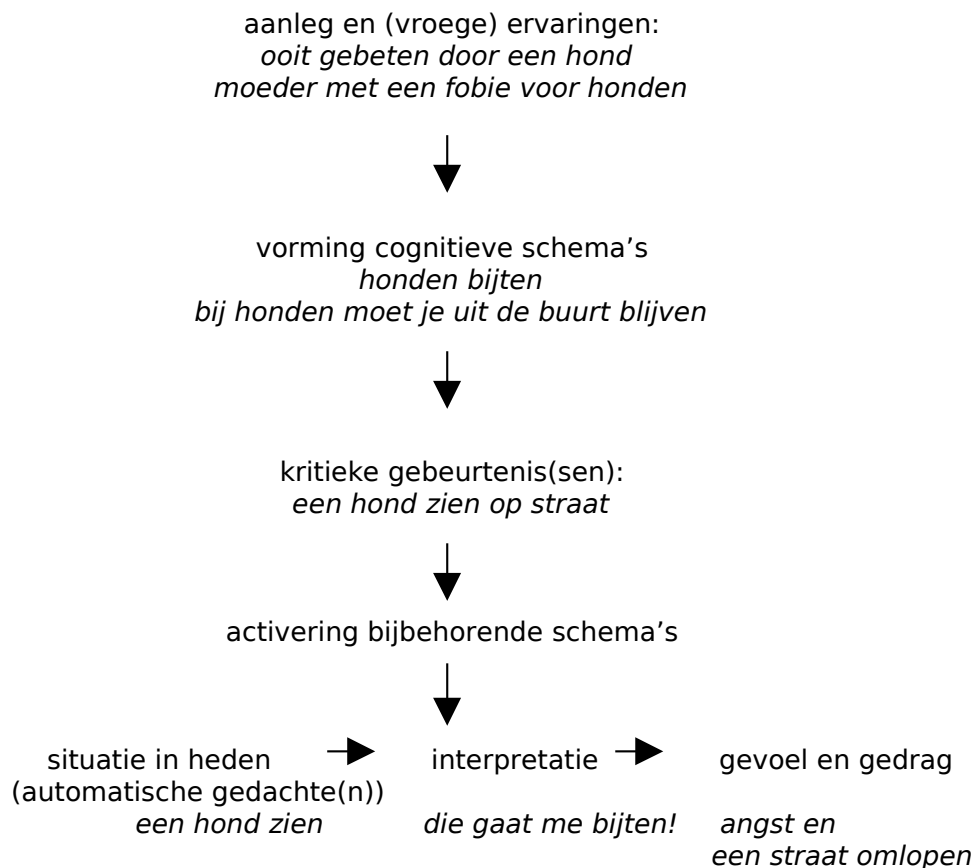 aanleg en (vroege) ervaringen:
ooit gebeten door een hond
moeder met een fobie voor honden
vorming cognitieve schema’s
honden bijten
bij honden moet je uit de buurt blijven
kritieke gebeurtenis(sen):
een hond zien op straat
activering bijbehorende schema’s
situatie in heden
(automatische gedachte(n))
een hond zien
interpretatie
die gaat me bijten!
gevoel en gedrag
angst en
een straat omlopen